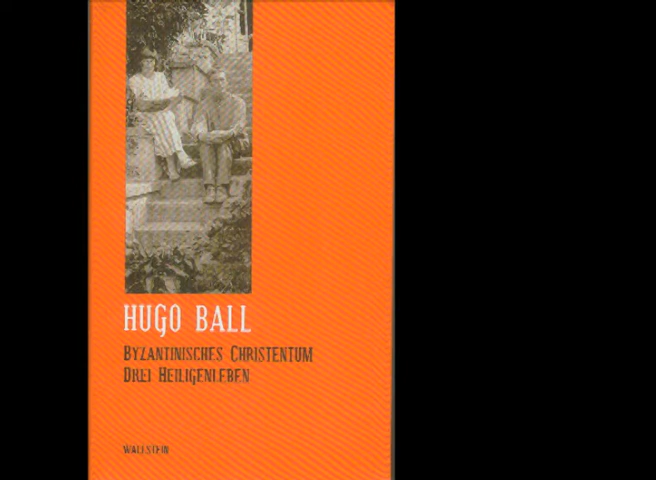 HUGO BALL
BYZANTINISCHES CHRISTENTUM
DREI HEILIGENLEBEN
WALLSTEIN